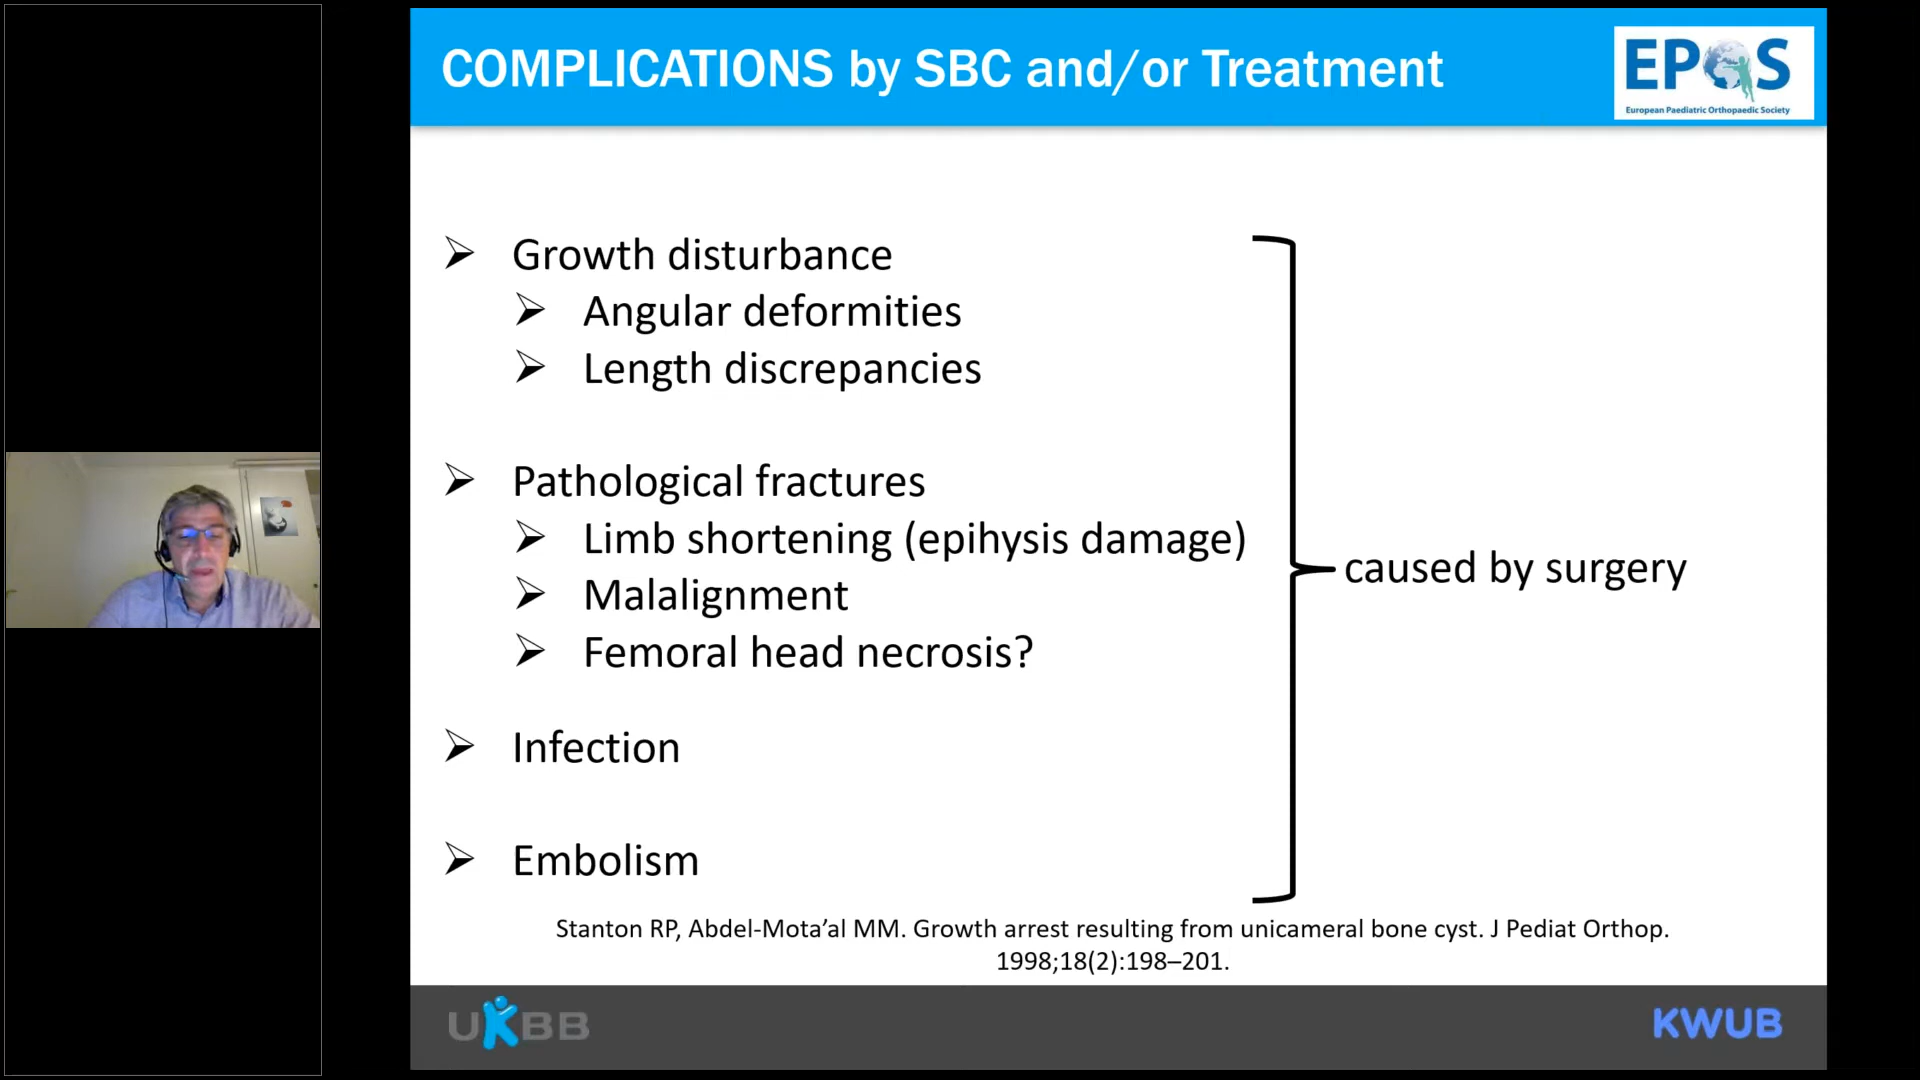 COMPLICATIONS by SBC and/or Treatment
EPOS
European Paediatric Orthopaedic Society
Growth disturbance
Angular deformities
Length discrepancies
Pathological fractures
Limb shortening (epihysis damage)
Malalignment
Femoral head necrosis?
Infection
Embolism
caused by surgery
Stanton RP, Abdel-Mota’al MM. Growth arrest resulting from unicameral bone cyst. J Pediat Orthop.
1998;18(2):198–201.
UKBB
KWUB